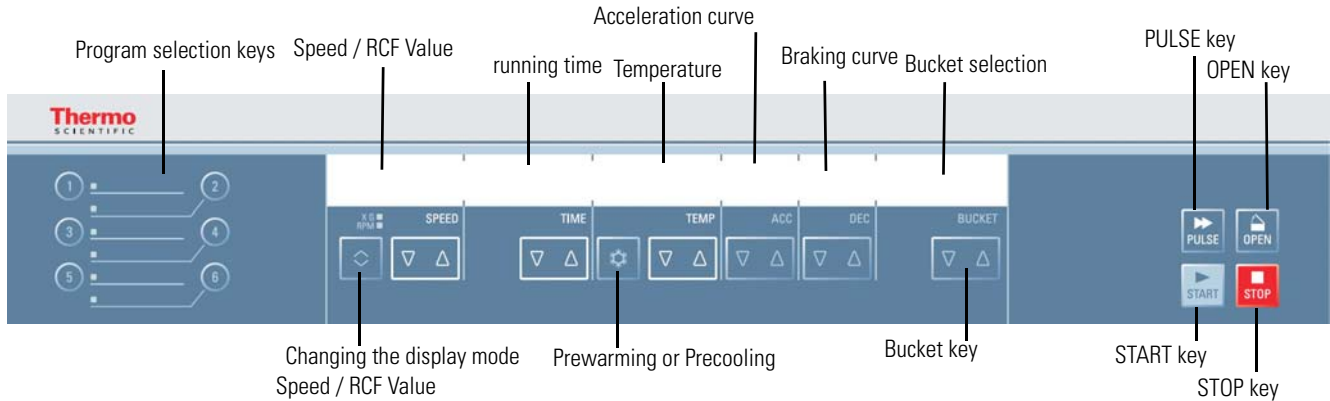 Acceleration curve
Program selection keys
Speed / RCF Value
running time
Temperature
Braking curve
Bucket selection
PULSE key
OPEN key
Thermo
SCIENTIFIC
1
2
3
4
5
6
X G
RPM
SPEED
TIME
TEMP
ACC
DEC
BUCKET
PULSE
OPEN
START
STOP
Changing the display mode
Speed / RCF Value
Prewarming or Precooling
Bucket key
START key
STOP key